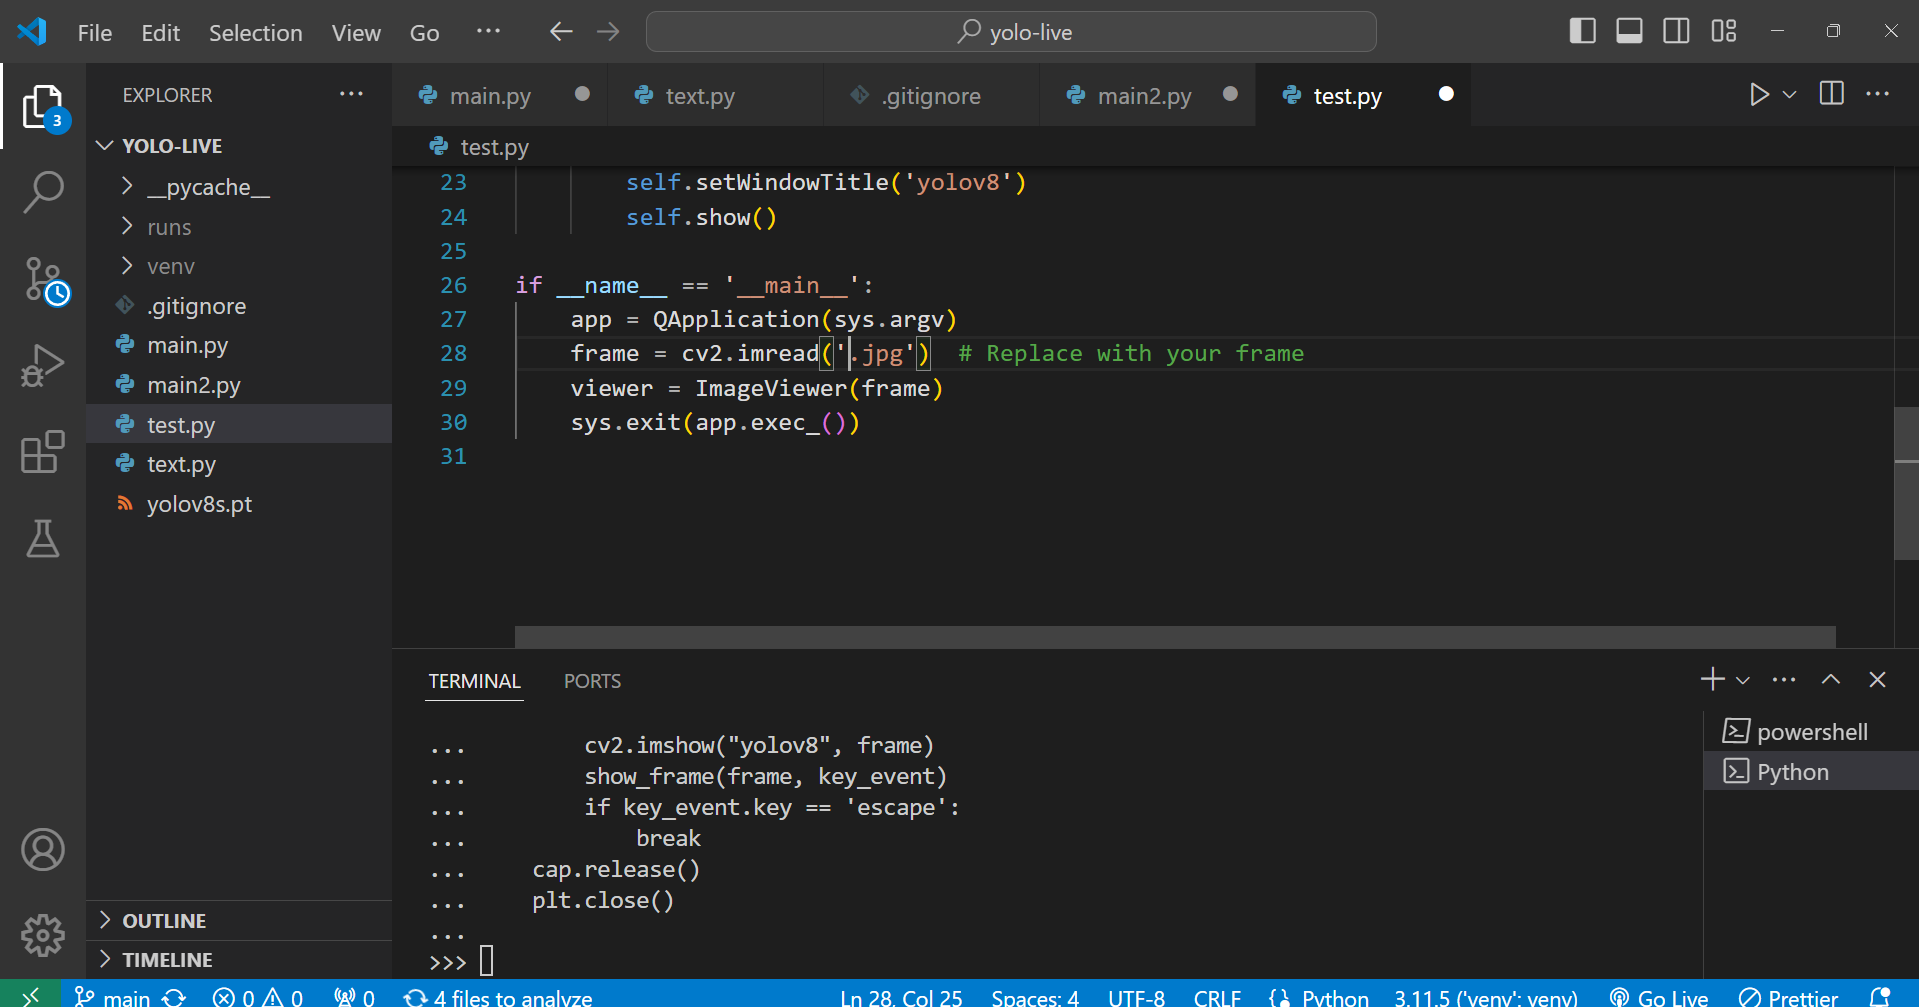 File Edit Selection View Go ··· yolo-live
EXPLORER ···
3
YOLO-LIVE
__pycache__
runs
venv
.gitignore
main.py
main2.py
test.py
text.py
yolov8s.pt
OUTLINE
TIMELINE
main.py text.py .gitignore main2.py test.py
test.py
23 self.setWindowTitle('yolov8')
24 self.show()
25
26 if __name__ == '__main__':
27 app = QApplication(sys.argv)
28 frame = cv2.imread('.jpg') # Replace with your frame
29 viewer = ImageViewer(frame)
30 sys.exit(app.exec_())
31
TERMINAL PORTS
... cv2.imshow("yolov8", frame)
... show_frame(frame, key_event)
... if key_event.key == 'escape':
... break
... cap.release()
... plt.close()
...
>>>
powershell
Python
main 0 0 0 4 files to analyze Ln 28, Col 25 Spaces: 4 UTF-8 CRLF Python 3.11.5 ('venv': venv) Go Live Prettier